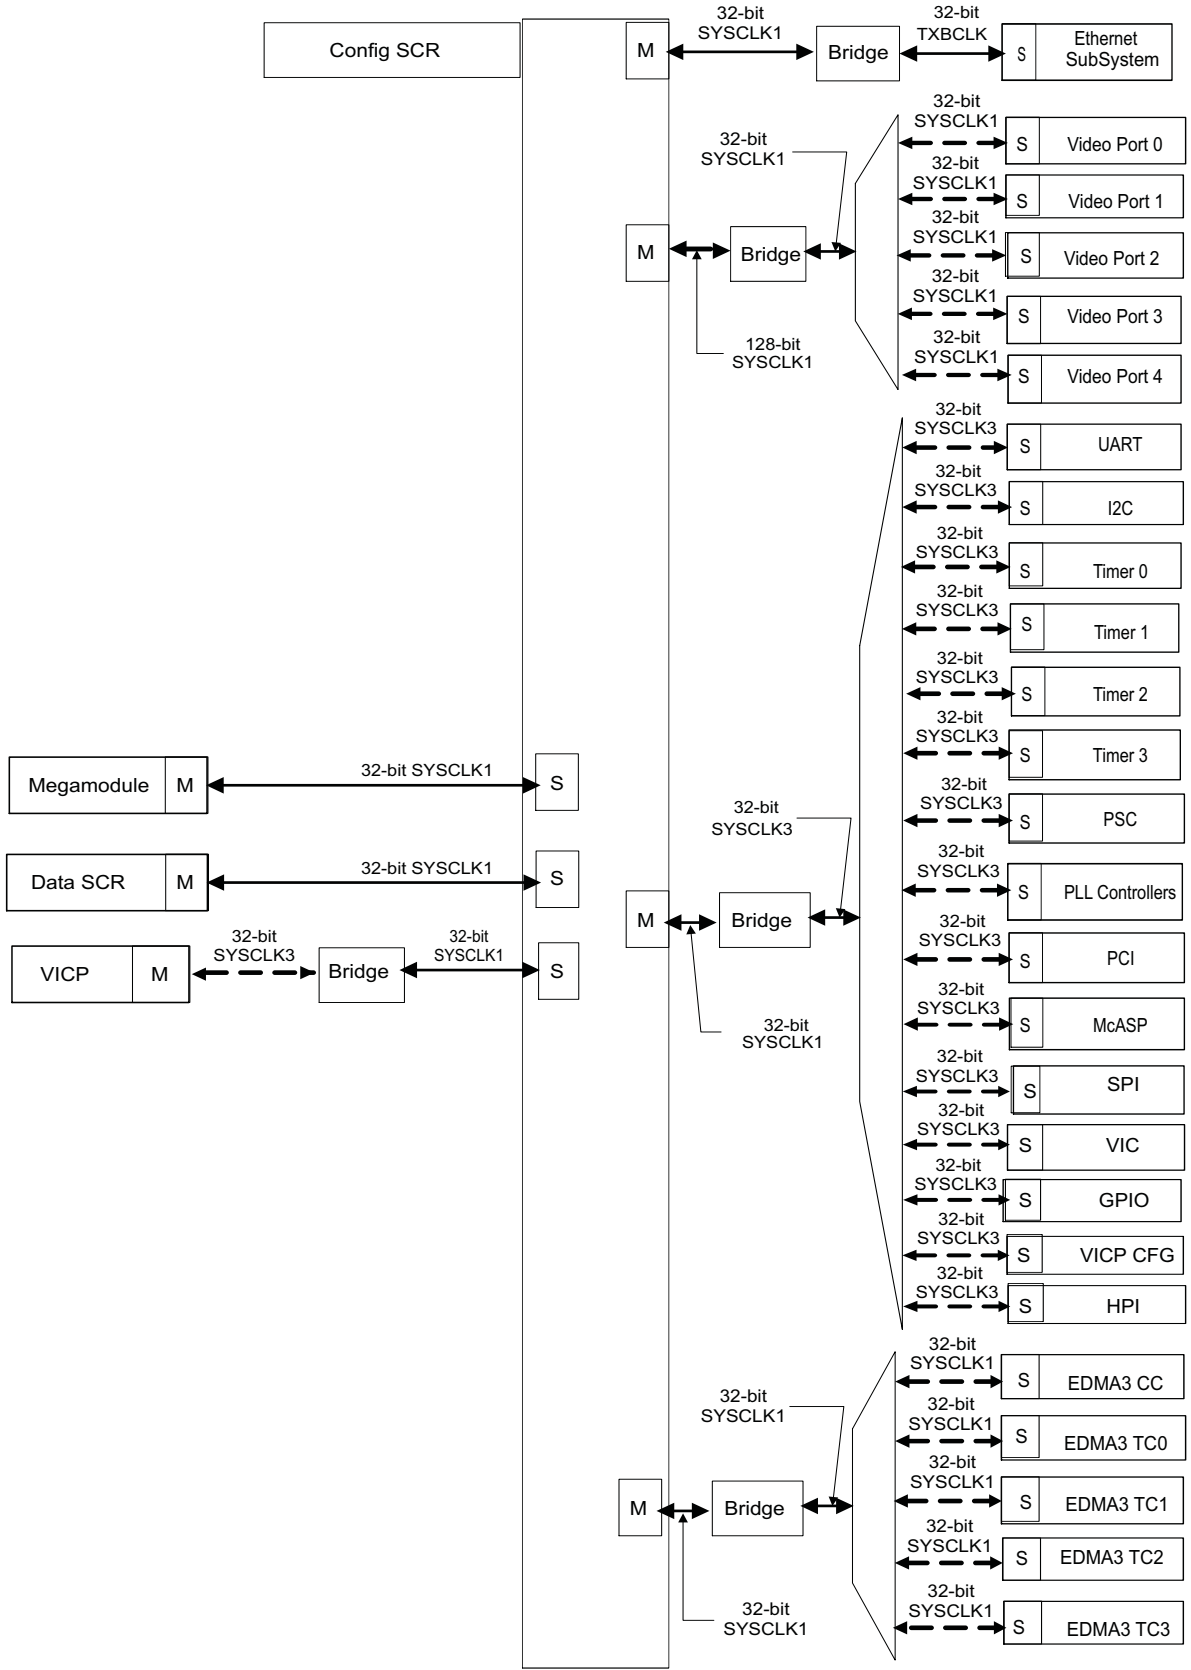 Config SCR
M
32-bit
SYSCLK1
Bridge
32-bit
TXBCLK
S
Ethernet
SubSystem
M
128-bit
SYSCLK1
Bridge
32-bit
SYSCLK1
32-bit
SYSCLK1
S
Video Port 0
32-bit
SYSCLK1
S
Video Port 1
32-bit
SYSCLK1
S
Video Port 2
32-bit
SYSCLK1
S
Video Port 3
32-bit
SYSCLK1
S
Video Port 4
32-bit
SYSCLK3
S
UART
32-bit
SYSCLK3
S
I2C
32-bit
SYSCLK3
S
Timer 0
32-bit
SYSCLK3
S
Timer 1
32-bit
SYSCLK3
S
Timer 2
32-bit
SYSCLK3
S
Timer 3
Megamodule
M
32-bit SYSCLK1
S
Data SCR
M
32-bit SYSCLK1
S
VICP
M
32-bit
SYSCLK3
Bridge
32-bit
SYSCLK1
S
M
32-bit
SYSCLK1
Bridge
32-bit
SYSCLK3
32-bit
SYSCLK3
S
PSC
32-bit
SYSCLK3
S
PLL Controllers
32-bit
SYSCLK3
S
PCI
32-bit
SYSCLK3
S
McASP
32-bit
SYSCLK3
S
SPI
32-bit
SYSCLK3
S
VIC
32-bit
SYSCLK3
S
GPIO
32-bit
SYSCLK3
S
VICP CFG
32-bit
SYSCLK3
S
HPI
M
32-bit
SYSCLK1
Bridge
32-bit
SYSCLK1
32-bit
SYSCLK1
S
EDMA3 CC
32-bit
SYSCLK1
S
EDMA3 TC0
32-bit
SYSCLK1
S
EDMA3 TC1
32-bit
SYSCLK1
S
EDMA3 TC2
32-bit
SYSCLK1
S
EDMA3 TC3